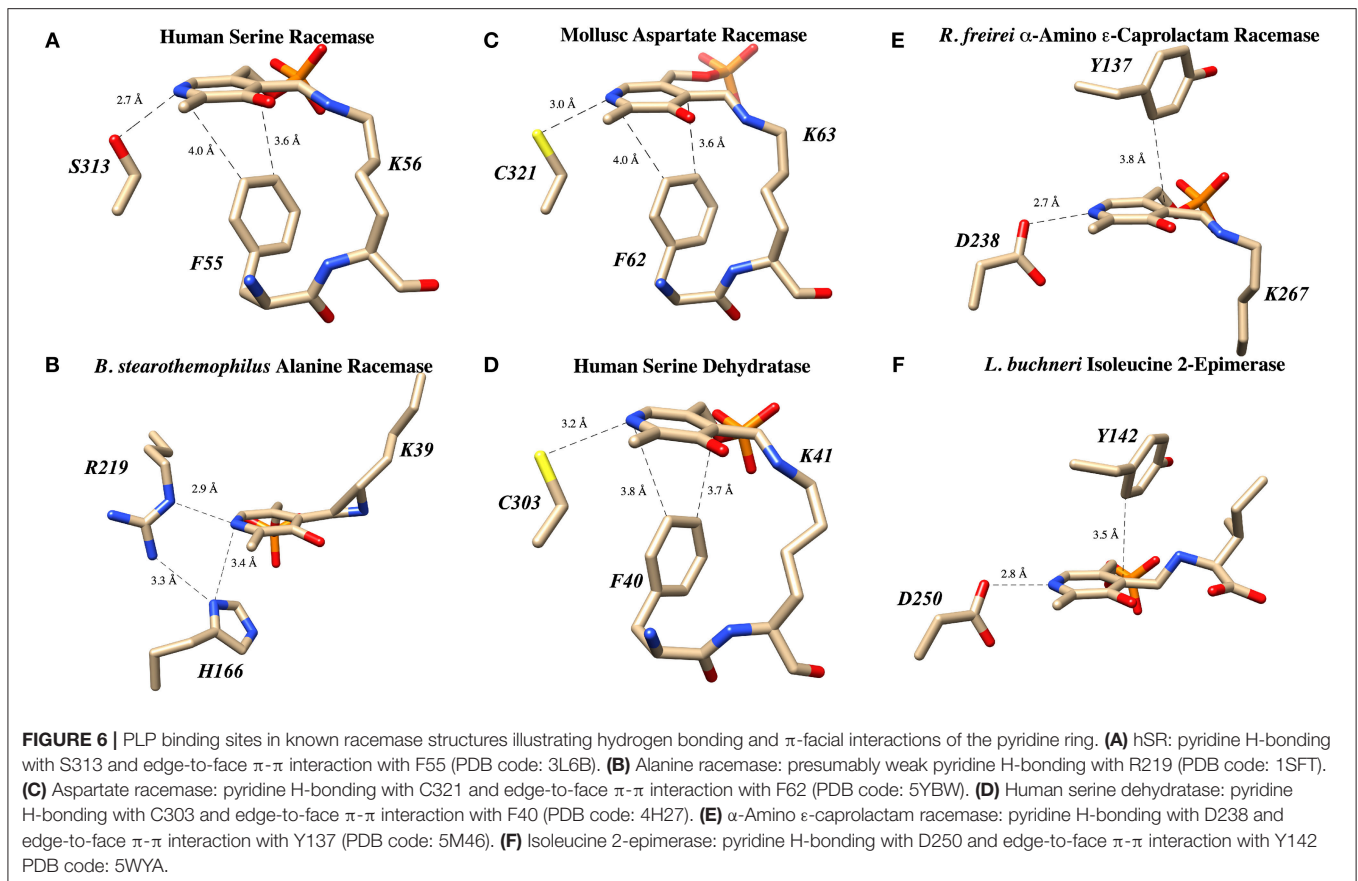 A
Human Serine Racemase
2.7 Å
S313
4.0 Å
3.6 Å
K56
F55
C
Mollusc Aspartate Racemase
3.0 Å
C321
4.0 Å
3.6 Å
K63
F62
E
R. freirei α-Amino ε-Caprolactam Racemase
Y137
3.8 Å
2.7 Å
D238
K267
B
B. stearothemophilus Alanine Racemase
K39
R219
2.9 Å
3.4 Å
3.3 Å
H166
D
Human Serine Dehydratase
3.2 Å
C303
3.8 Å
3.7 Å
K41
F40
F
L. buchneri Isoleucine 2-Epimerase
Y142
3.5 Å
2.8 Å
D250
FIGURE 6 | PLP binding sites in known racemase structures illustrating hydrogen bonding and π-facial interactions of the pyridine ring. (A) hSR: pyridine H-bonding
with S313 and edge-to-face π-π interaction with F55 (PDB code: 3L6B). (B) Alanine racemase: presumably weak pyridine H-bonding with R219 (PDB code: 1SFT).
(C) Aspartate racemase: pyridine H-bonding with C321 and edge-to-face π-π interaction with F62 (PDB code: 5YBW). (D) Human serine dehydratase: pyridine
H-bonding with C303 and edge-to-face π-π interaction with F40 (PDB code: 4H27). (E) α-Amino ε-caprolactam racemase: pyridine H-bonding with D238 and
edge-to-face π-π interaction with Y137 (PDB code: 5M46). (F) Isoleucine 2-epimerase: pyridine H-bonding with D250 and edge-to-face π-π interaction with Y142
PDB code: 5WYA.